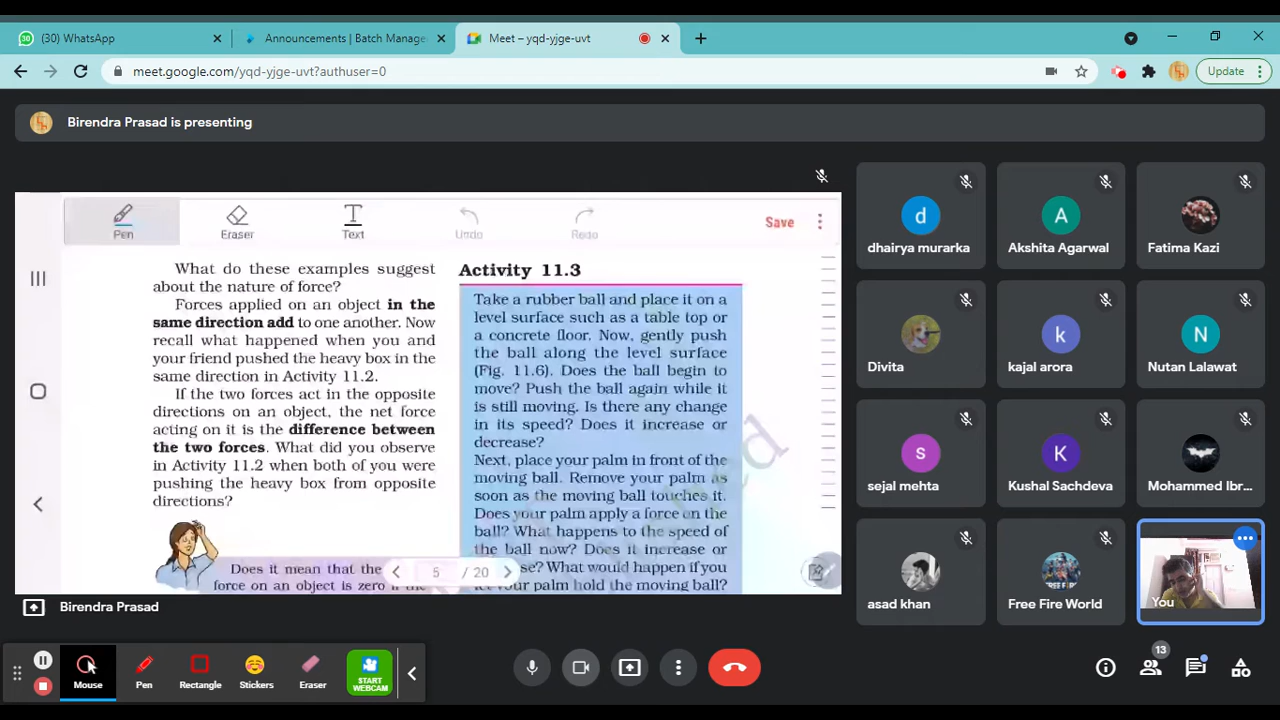 (30) WhatsApp
Announcements | Batch Manage
Meet – yqd-yjge-uvt
meet.google.com/yqd-yjge-uvt?authuser=0
Update
Birendra Prasad is presenting
Pen
Eraser
Text
Undo
Redo
Save
What do these examples suggest
about the nature of force?
Forces applied on an object in the
same direction add to one another. Now
recall what happened when you and
your friend pushed the heavy box in the
same direction in Activity 11.2.
If the two forces act in the opposite
directions on an object, the net force
acting on it is the difference between
the two forces. What did you observe
in Activity 11.2 when both of you were
pushing the heavy box from opposite
directions?
Does it mean that the
force on an object is zero if the
Activity 11.3
Take a rubber ball and place it on a
level surface such as a table top or
a concrete floor. Now, gently push
the ball along the level surface
(Fig. 11.6). Does the ball begin to
move? Push the ball again while it
is still moving. Is there any change
in its speed? Does it increase or
decrease?
Next, place your palm in front of the
moving ball. Remove your palm as
soon as the moving ball touches it.
Does your palm apply a force on the
ball? What happens to the speed of
the ball now? Does it increase or
se? What would happen if you
let your palm hold the moving ball?
5 / 20
d
dhairya murarka
A
Akshita Agarwal
Fatima Kazi
Divita
k
kajal arora
N
Nutan Lalawat
s
sejal mehta
K
Kushal Sachdeva
Mohammed Ibr...
asad khan
Free Fire World
You
Birendra Prasad
Mouse
Pen
Rectangle
Stickers
Eraser
START
WEBCAM
13